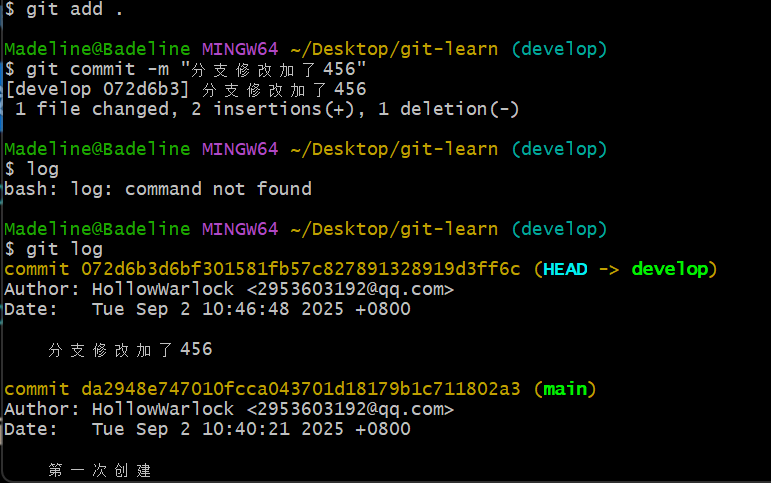 $ git add .
Madeline@Badeline MINGW64 ~/Desktop/git-learn (develop)
$ git commit -m "分支修改加了456"
[develop 072d6b3] 分支修改加了456
 1 file changed, 2 insertions(+), 1 deletion(-)
Madeline@Badeline MINGW64 ~/Desktop/git-learn (develop)
$ log
bash: log: command not found
Madeline@Badeline MINGW64 ~/Desktop/git-learn (develop)
$ git log
commit 072d6b3d6bf301581fb57c827891328919d3ff6c (HEAD -> develop)
Author: HollowWarlock <2953603192@qq.com>
Date:   Tue Sep 2 10:46:48 2025 +0800
    分支修改加了456
commit da2948e747010fcca043701d18179b1c711802a3 (main)
Author: HollowWarlock <2953603192@qq.com>
Date:   Tue Sep 2 10:40:21 2025 +0800
    第一次创建